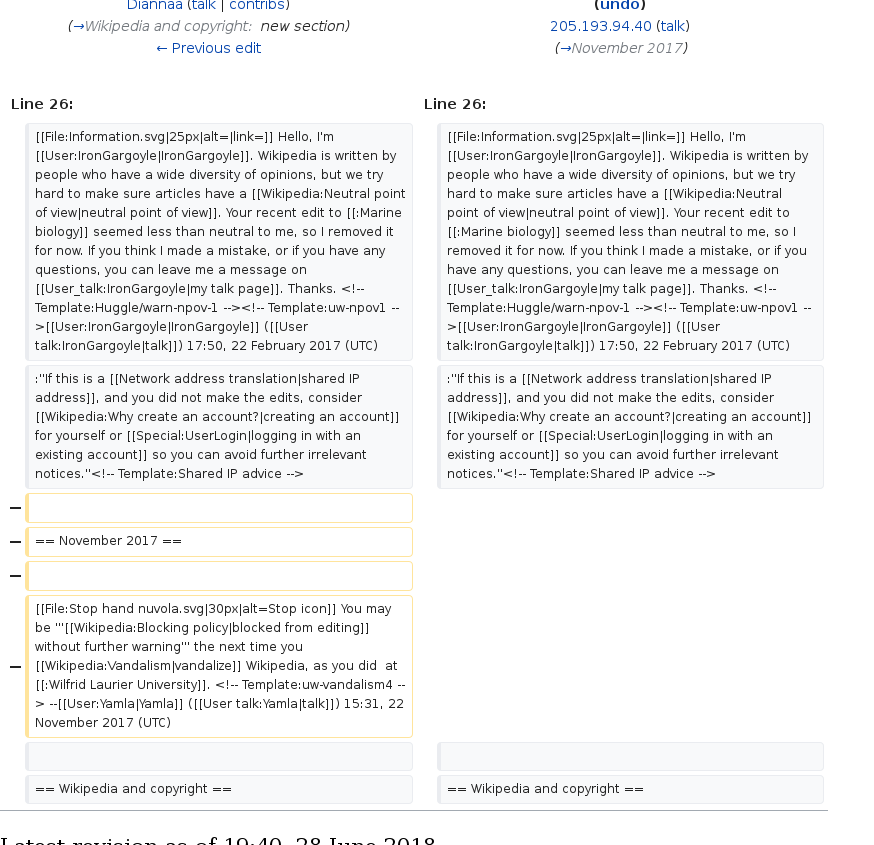 Diannaa (talk | contribs)
(→Wikipedia and copyright: new section)
← Previous edit
(undo)
205.193.94.40 (talk)
(→November 2017)
Line 26:
Line 26:
[[File:Information.svg|25px|alt=|link=]] Hello, I'm
[[User:IronGargoyle|IronGargoyle]]. Wikipedia is written by
people who have a wide diversity of opinions, but we try
hard to make sure articles have a [[Wikipedia:Neutral point
of view|neutral point of view]]. Your recent edit to [[:Marine
biology]] seemed less than neutral to me, so I removed it
for now. If you think I made a mistake, or if you have any
questions, you can leave me a message on
[[User_talk:IronGargoyle|my talk page]]. Thanks. <!--
Template:Huggle/warn-npov-1 --><!-- Template:uw-npov1 --
>[[User:IronGargoyle|IronGargoyle]] ([[User
talk:IronGargoyle|talk]]) 17:50, 22 February 2017 (UTC)
[[File:Information.svg|25px|alt=|link=]] Hello, I'm
[[User:IronGargoyle|IronGargoyle]]. Wikipedia is written by
people who have a wide diversity of opinions, but we try
hard to make sure articles have a [[Wikipedia:Neutral
point of view|neutral point of view]]. Your recent edit to
[[:Marine biology]] seemed less than neutral to me, so I
removed it for now. If you think I made a mistake, or if you
have any questions, you can leave me a message on
[[User_talk:IronGargoyle|my talk page]]. Thanks. <!--
Template:Huggle/warn-npov-1 --><!-- Template:uw-npov1 --
>[[User:IronGargoyle|IronGargoyle]] ([[User
talk:IronGargoyle|talk]]) 17:50, 22 February 2017 (UTC)
:''If this is a [[Network address translation|shared IP
address]], and you did not make the edits, consider
[[Wikipedia:Why create an account?|creating an account]]
for yourself or [[Special:UserLogin|logging in with an
existing account]] so you can avoid further irrelevant
notices.''<!-- Template:Shared IP advice -->
:''If this is a [[Network address translation|shared IP
address]], and you did not make the edits, consider
[[Wikipedia:Why create an account?|creating an account]]
for yourself or [[Special:UserLogin|logging in with an
existing account]] so you can avoid further irrelevant
notices.''<!-- Template:Shared IP advice -->
−
− == November 2017 ==
−
[[File:Stop hand nuvola.svg|30px|alt=Stop icon]] You may
be '''[[Wikipedia:Blocking policy|blocked from editing]]
without further warning''' the next time you
− [[Wikipedia:Vandalism|vandalize]] Wikipedia, as you did  at
[[:Wilfrid Laurier University]]. <!-- Template:uw-vandalism4 --
> --[[User:Yamla|Yamla]] ([[User talk:Yamla|talk]]) 15:31, 22
November 2017 (UTC)
== Wikipedia and copyright ==
== Wikipedia and copyright ==
Latest revision as of 19:40, 28 June 2018